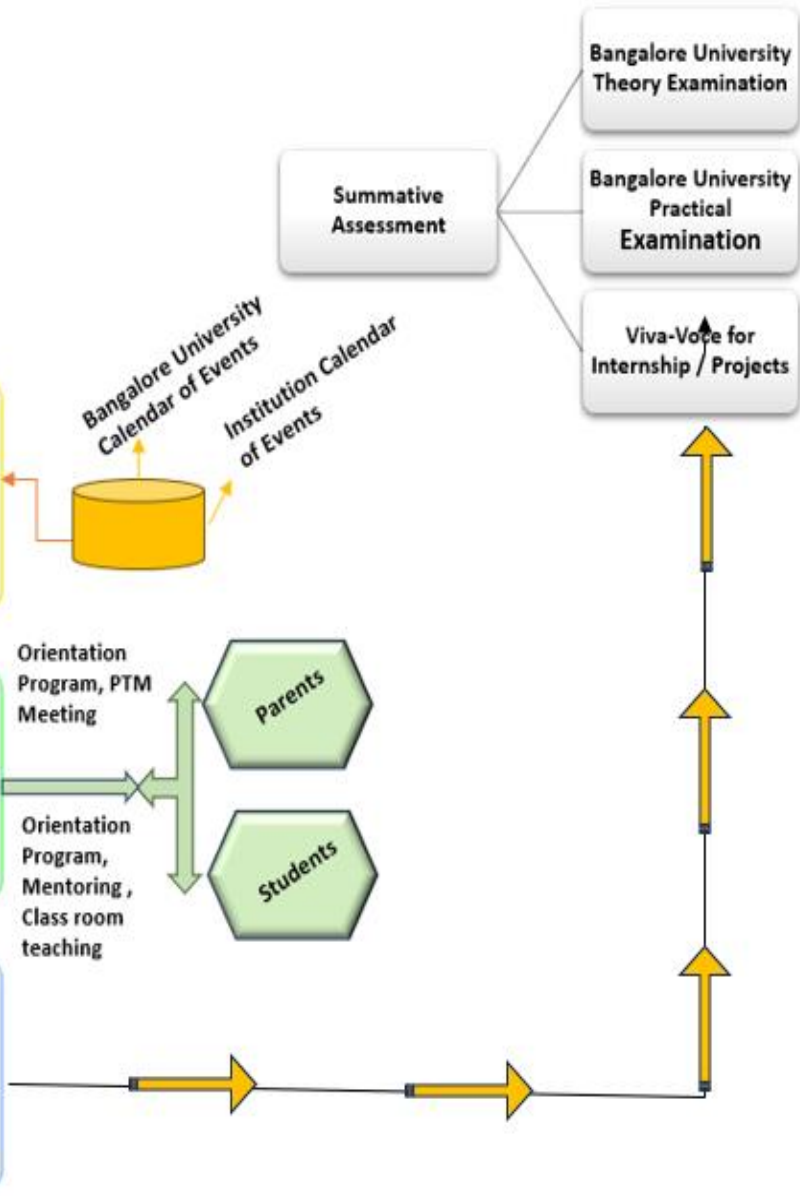 Bangalore University
Theory Examination
Summative
Assessment
Bangalore University
Practical
Examination
Viva-Voce for
Internship / Projects
Bangalore University
Calendar of Events
Institution Calendar
of Events
Orientation
Program, PTM
Meeting
Parents
Orientation
Program,
Mentoring ,
Class room
teaching
Students